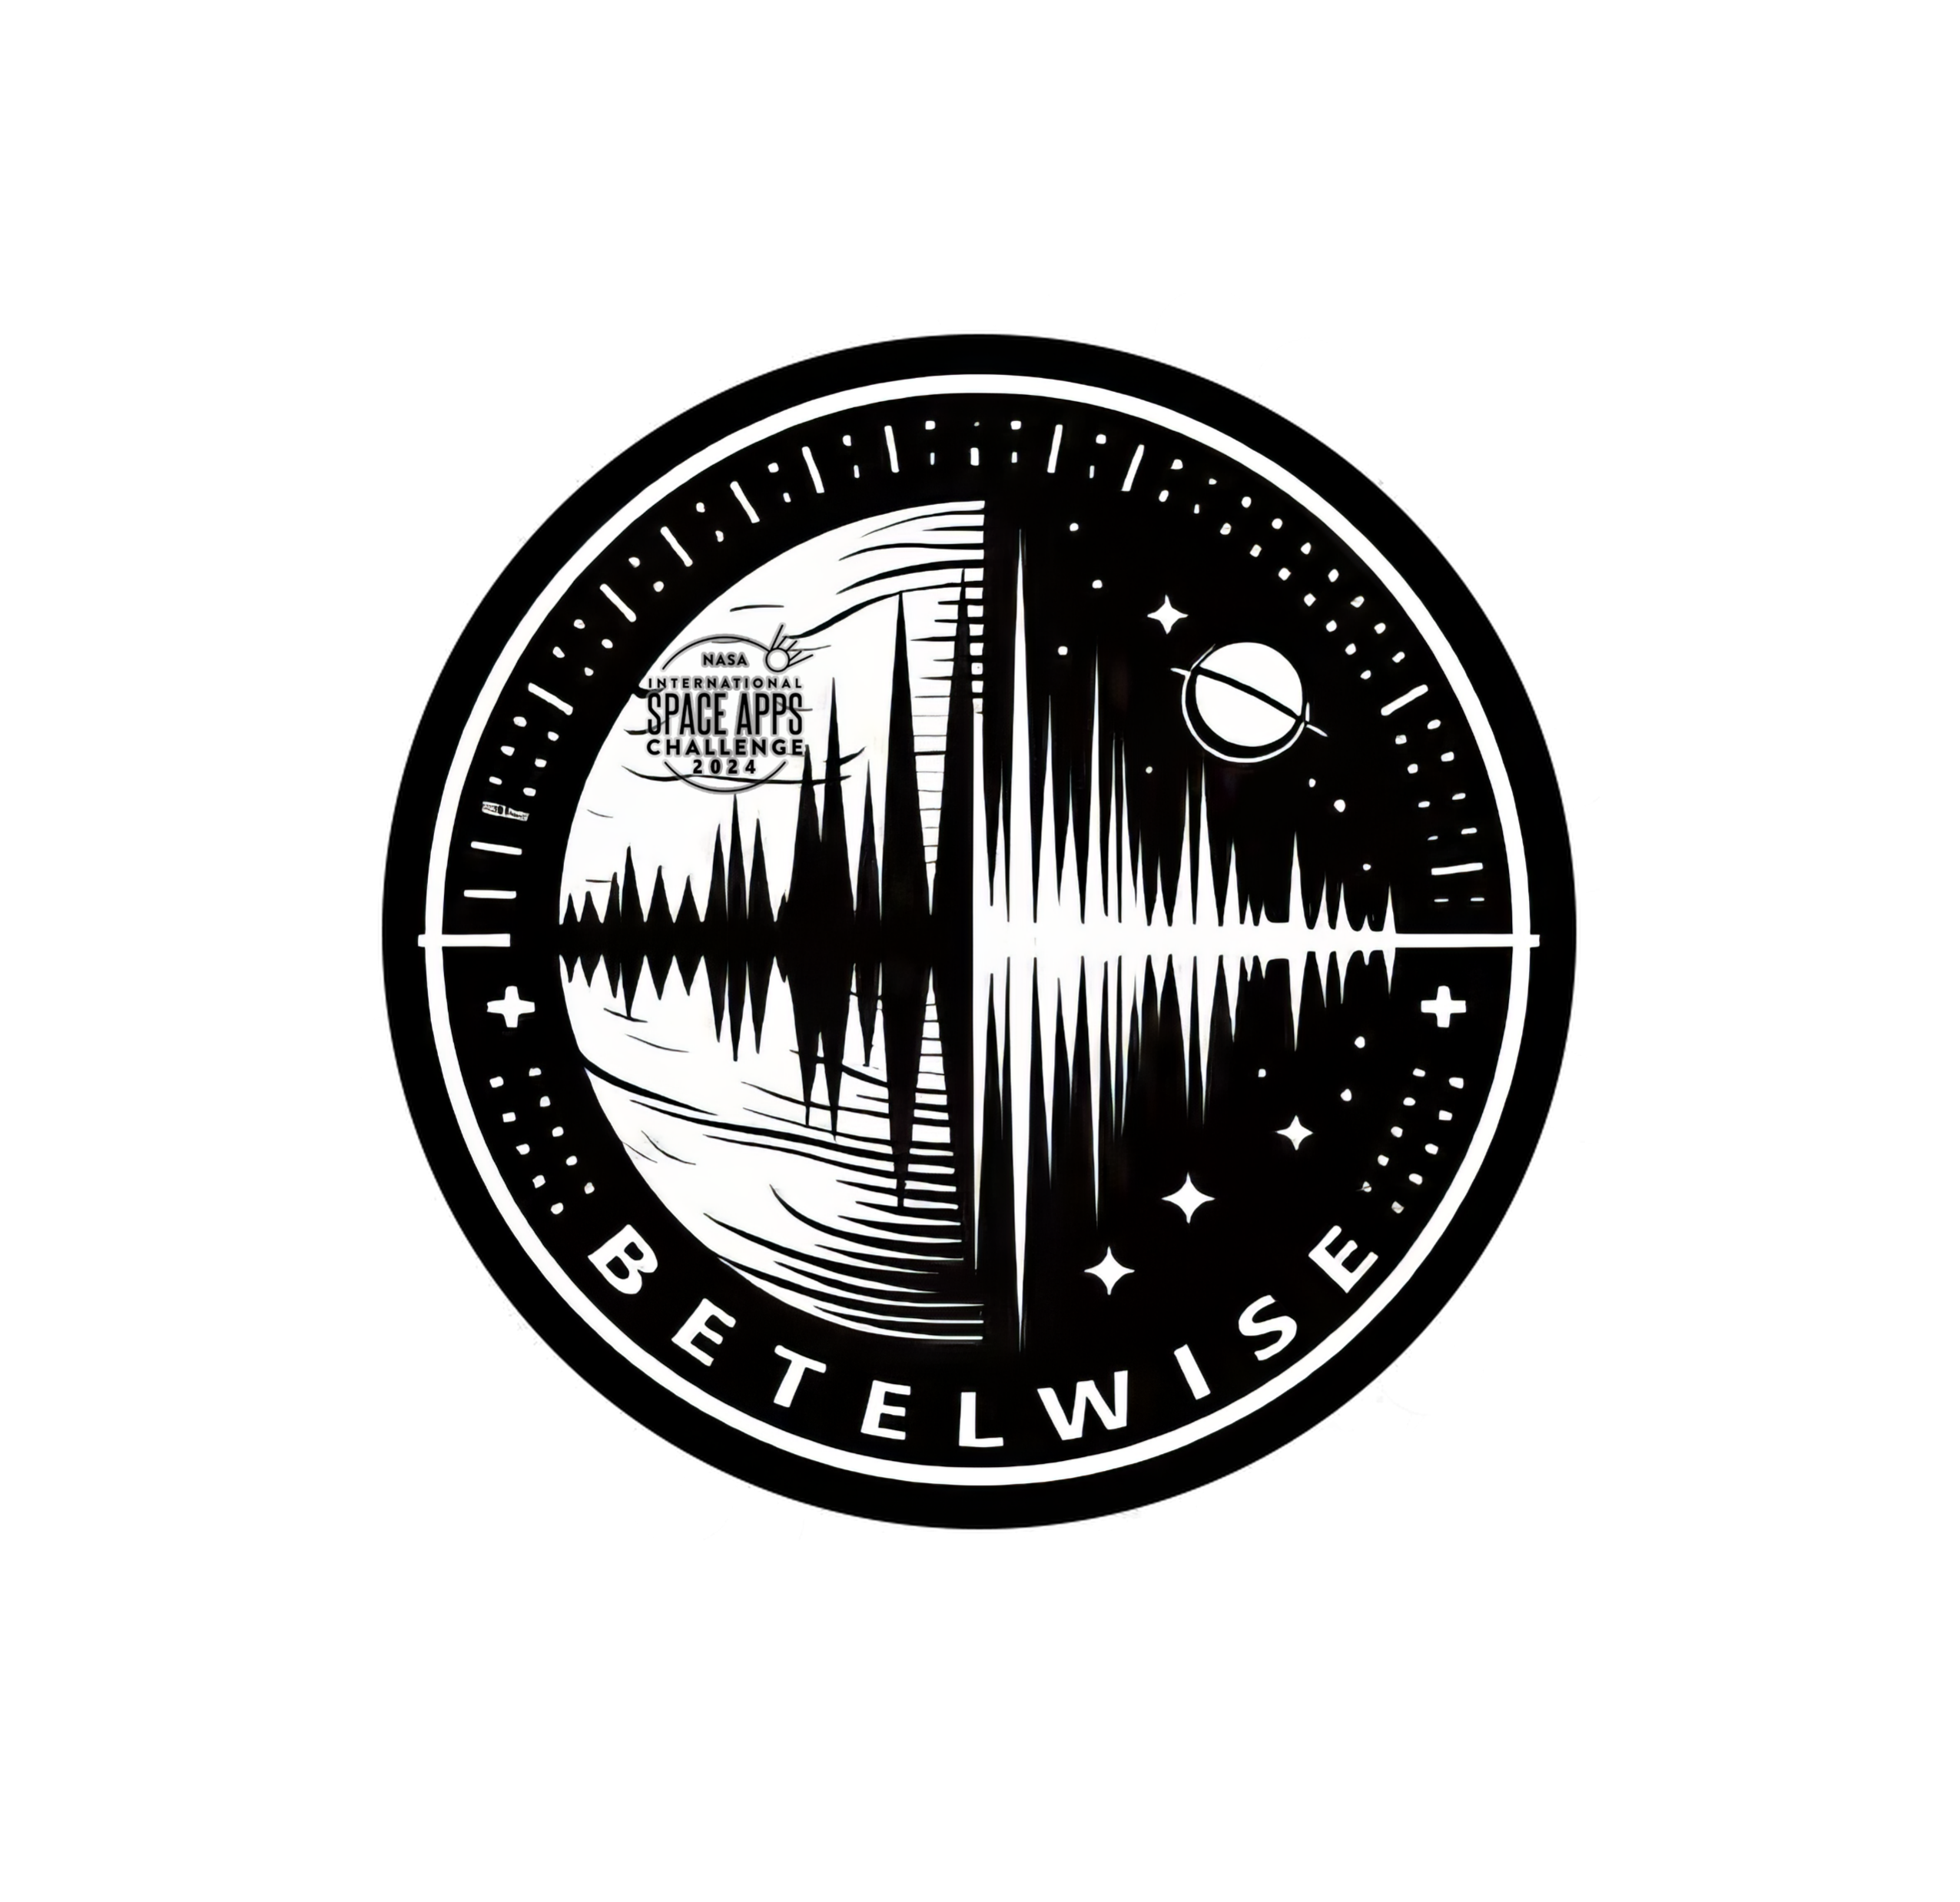 NASA
INTERNATIONAL
SPACE APPS
CHALLENGE
2024
BETELWISE